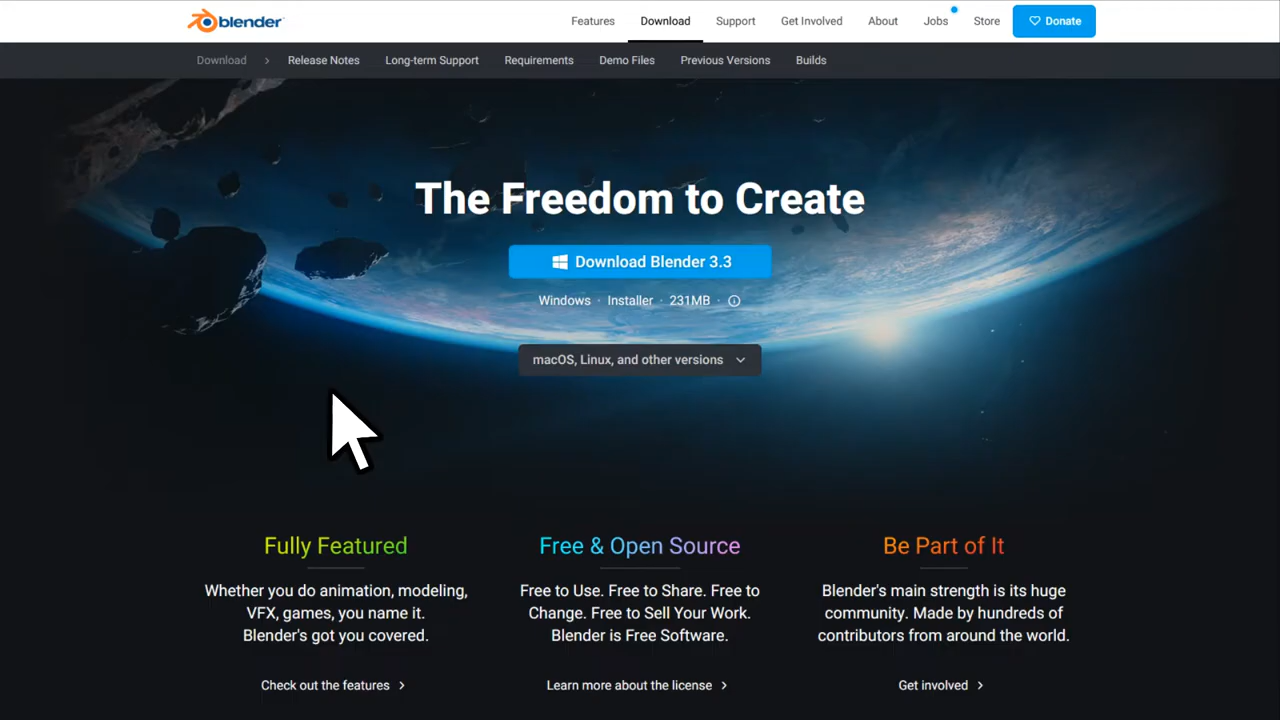 blender
Features Download Support Get Involved About Jobs Store Donate
Download Release Notes Long-term Support Requirements Demo Files Previous Versions Builds
The Freedom to Create
Download Blender 3.3
Windows · Installer · 231MB ·
macOS, Linux, and other versions
Fully Featured
Whether you do animation, modeling,
VFX, games, you name it.
Blender's got you covered.
Check out the features
Free & Open Source
Free to Use. Free to Share. Free to
Change. Free to Sell Your Work.
Blender is Free Software.
Learn more about the license
Be Part of It
Blender's main strength is its huge
community. Made by hundreds of
contributors from around the world.
Get involved